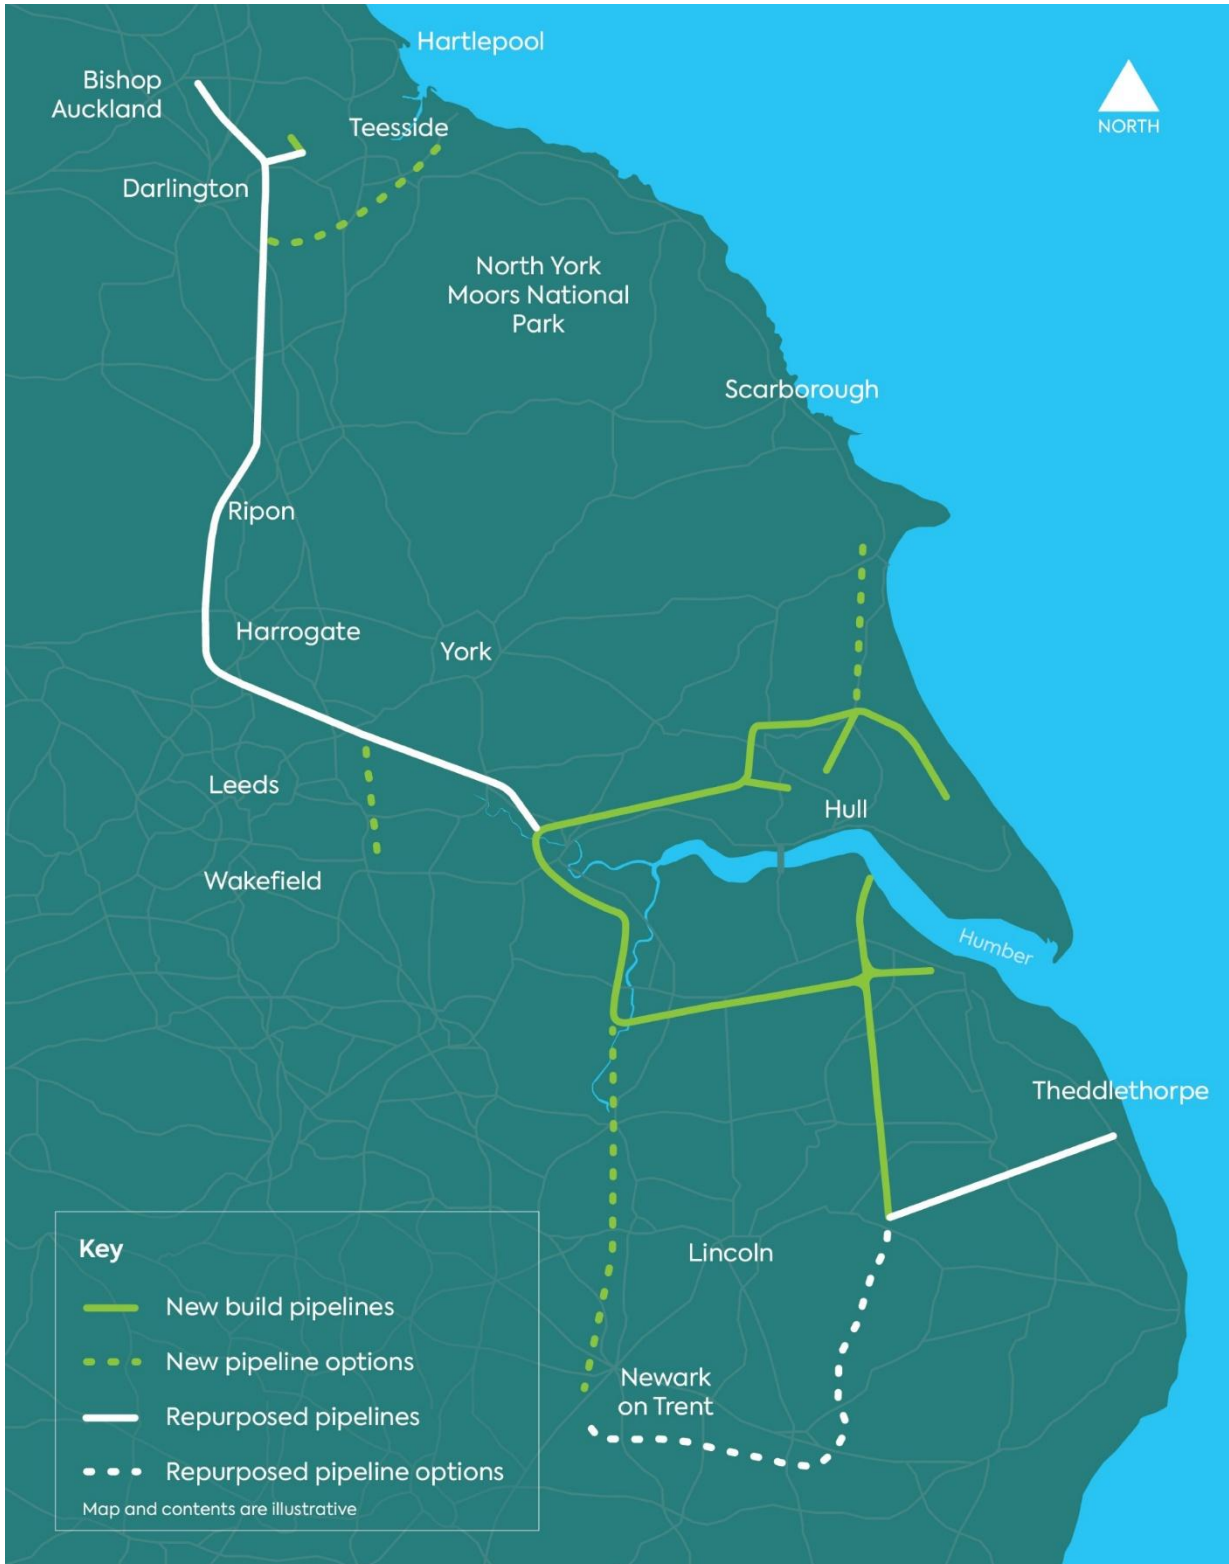 Hartlepool
Bishop
Auckland
NORTH
Teesside
Darlington
North York
Moors National
Park
Scarborough
Ripon
Harrogate
York
Leeds
Hull
Wakefield
Humber
Theddlethorpe
Lincoln
Newark
on Trent
Key
New build pipelines
New pipeline options
Repurposed pipelines
Repurposed pipeline options
Map and contents are illustrative